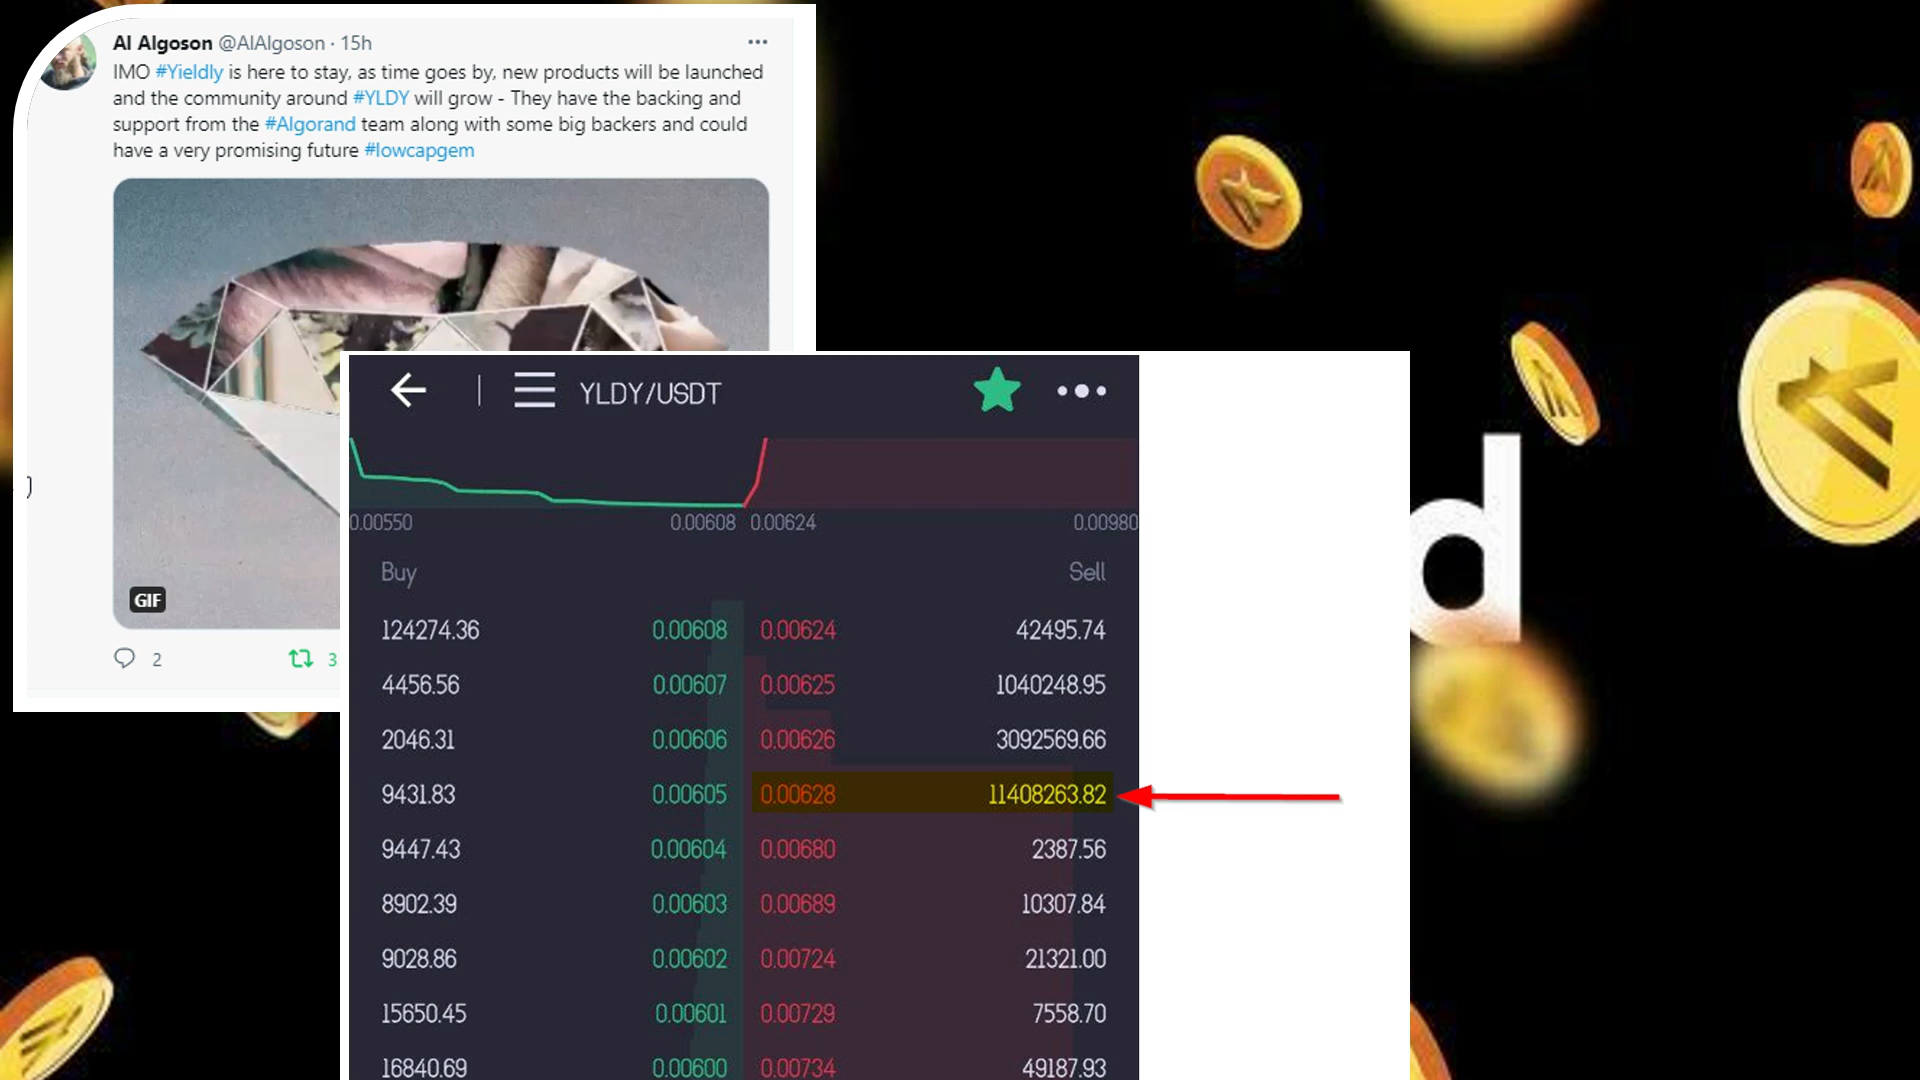 Al Algoson @AlAlgoson · 15h
IMO #Yieldly is here to stay, as time goes by, new products will be launched
and the community around #YLDY will grow - They have the backing and
support from the #Algorand team along with some big backers and could
have a very promising future #lowcapgem
GIF
2 3
YLDY/USDT
0.00550 0.00608 0.00624 0.00980
Buy Sell
124274.36 0.00608 0.00624 42495.74
4456.56 0.00607 0.00625 1040248.95
2046.31 0.00606 0.00626 3092569.66
9431.83 0.00605 0.00628 11408263.82
9447.43 0.00604 0.00680 2387.56
8902.39 0.00603 0.00689 10307.84
9028.86 0.00602 0.00724 21321.00
15650.45 0.00601 0.00729 7558.70
16840.69 0.00600 0.00734 49187.93
d